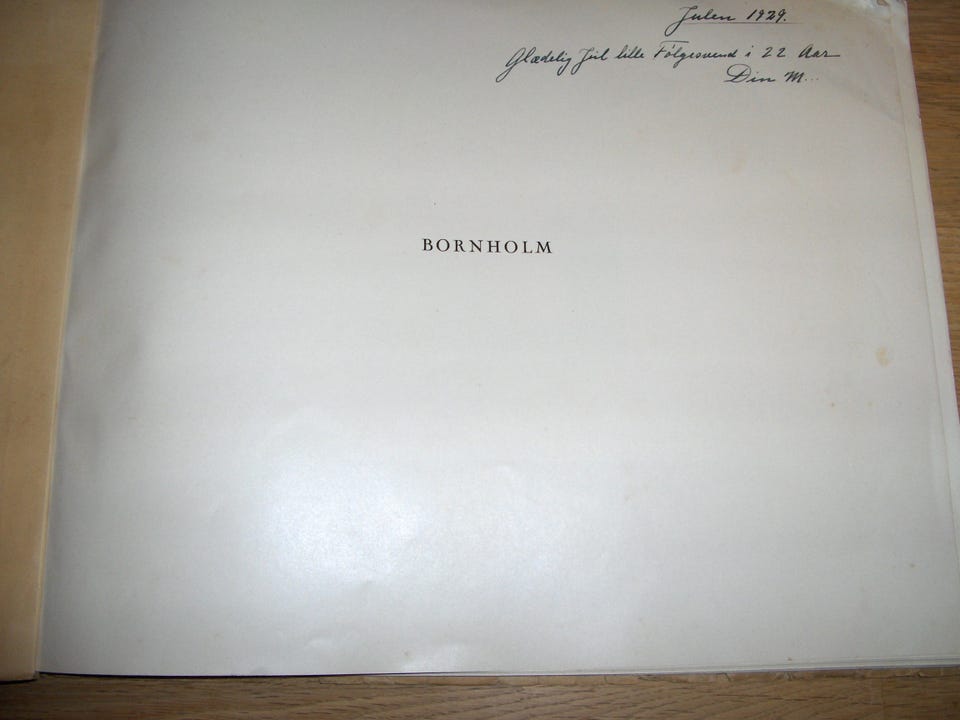 Julen 1929.
Glædelig Jul lille Følgesvend i 22 Aar
Din M...
BORNHOLM